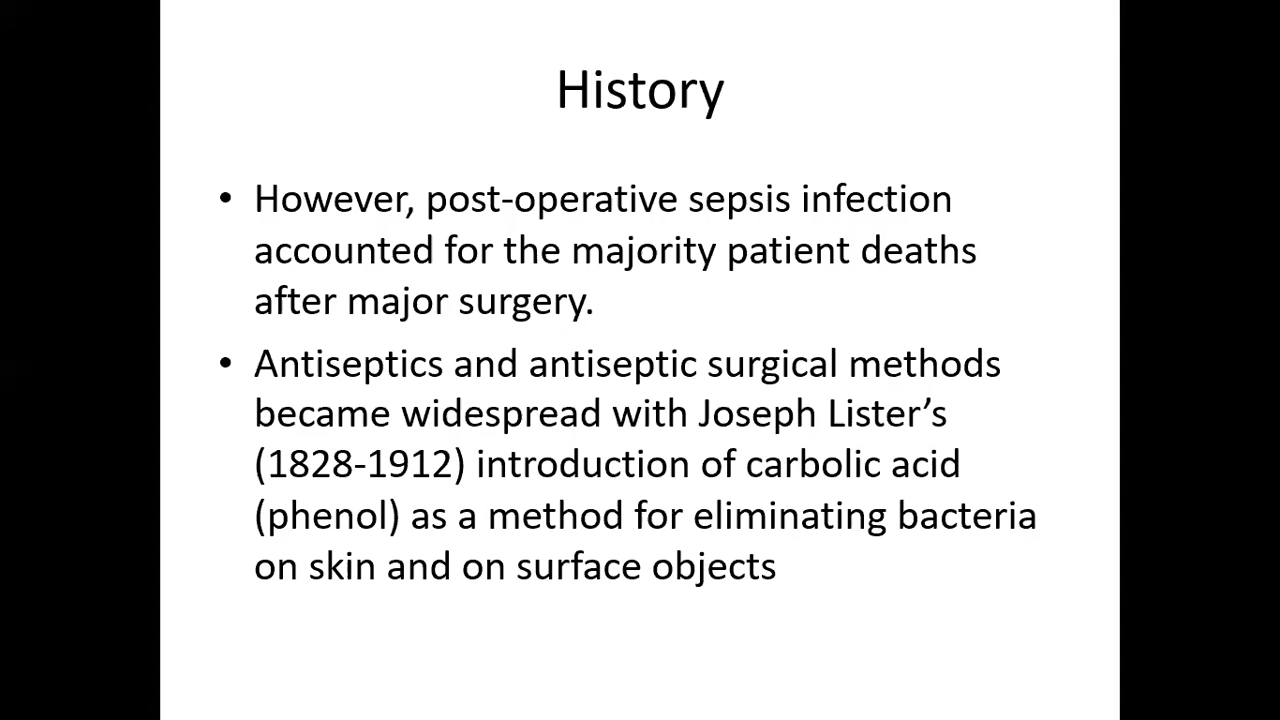 History
• However, post-operative sepsis infection
accounted for the majority patient deaths
after major surgery.
• Antiseptics and antiseptic surgical methods
became widespread with Joseph Lister’s
(1828-1912) introduction of carbolic acid
(phenol) as a method for eliminating bacteria
on skin and on surface objects